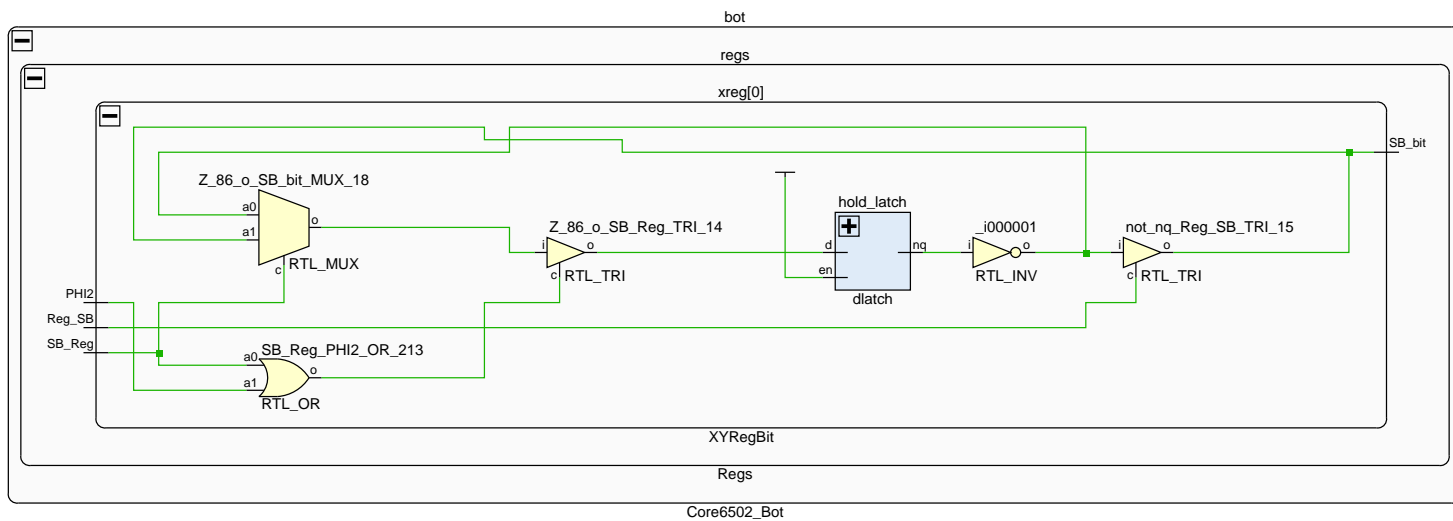 bot
regs
xreg[0]
SB_bit
Z_86_o_SB_bit_MUX_18
a0
a1
o
c
RTL_MUX
Z_86_o_SB_Reg_TRI_14
i
o
c
RTL_TRI
hold_latch
d
en
nq
dlatch
_i000001
i
o
RTL_INV
not_nq_Reg_SB_TRI_15
i
o
c
RTL_TRI
PHI2
Reg_SB
SB_Reg
SB_Reg_PHI2_OR_213
a0
a1
o
RTL_OR
XYRegBit
Regs
Core6502_Bot